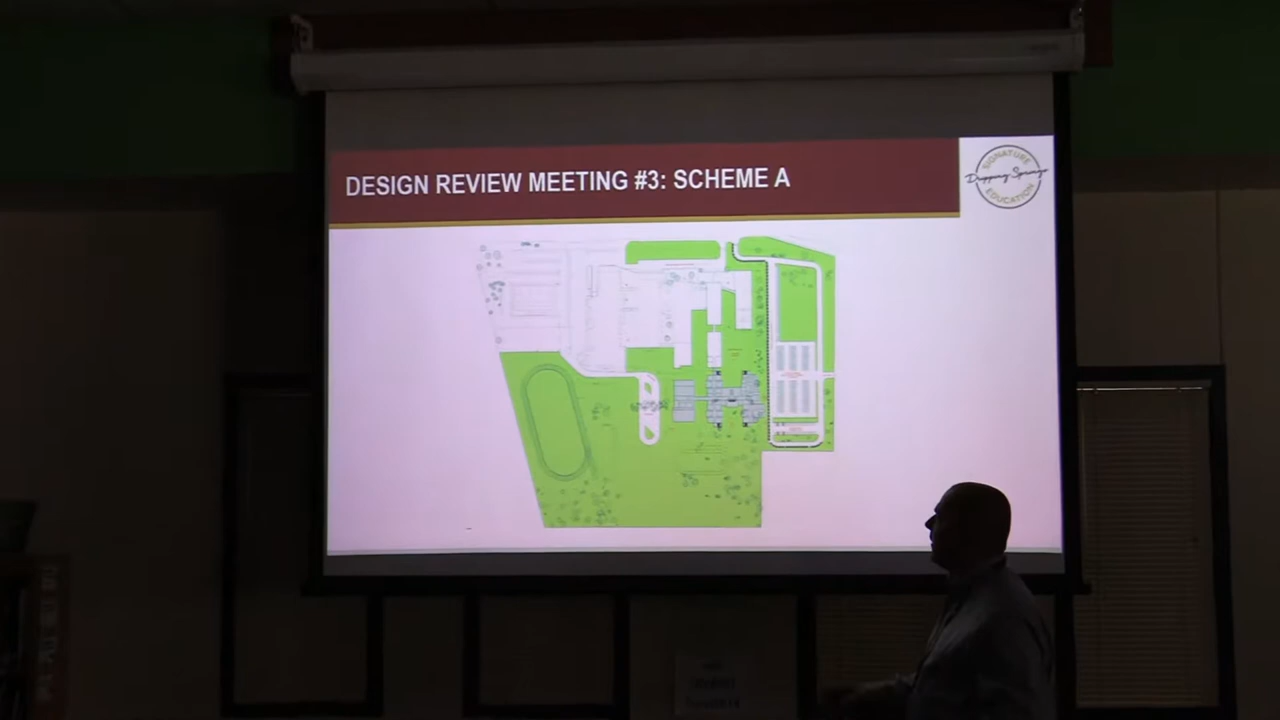 DESIGN REVIEW MEETING #3: SCHEME A
SIGNATURE
Dripping Springs
EDUCATION